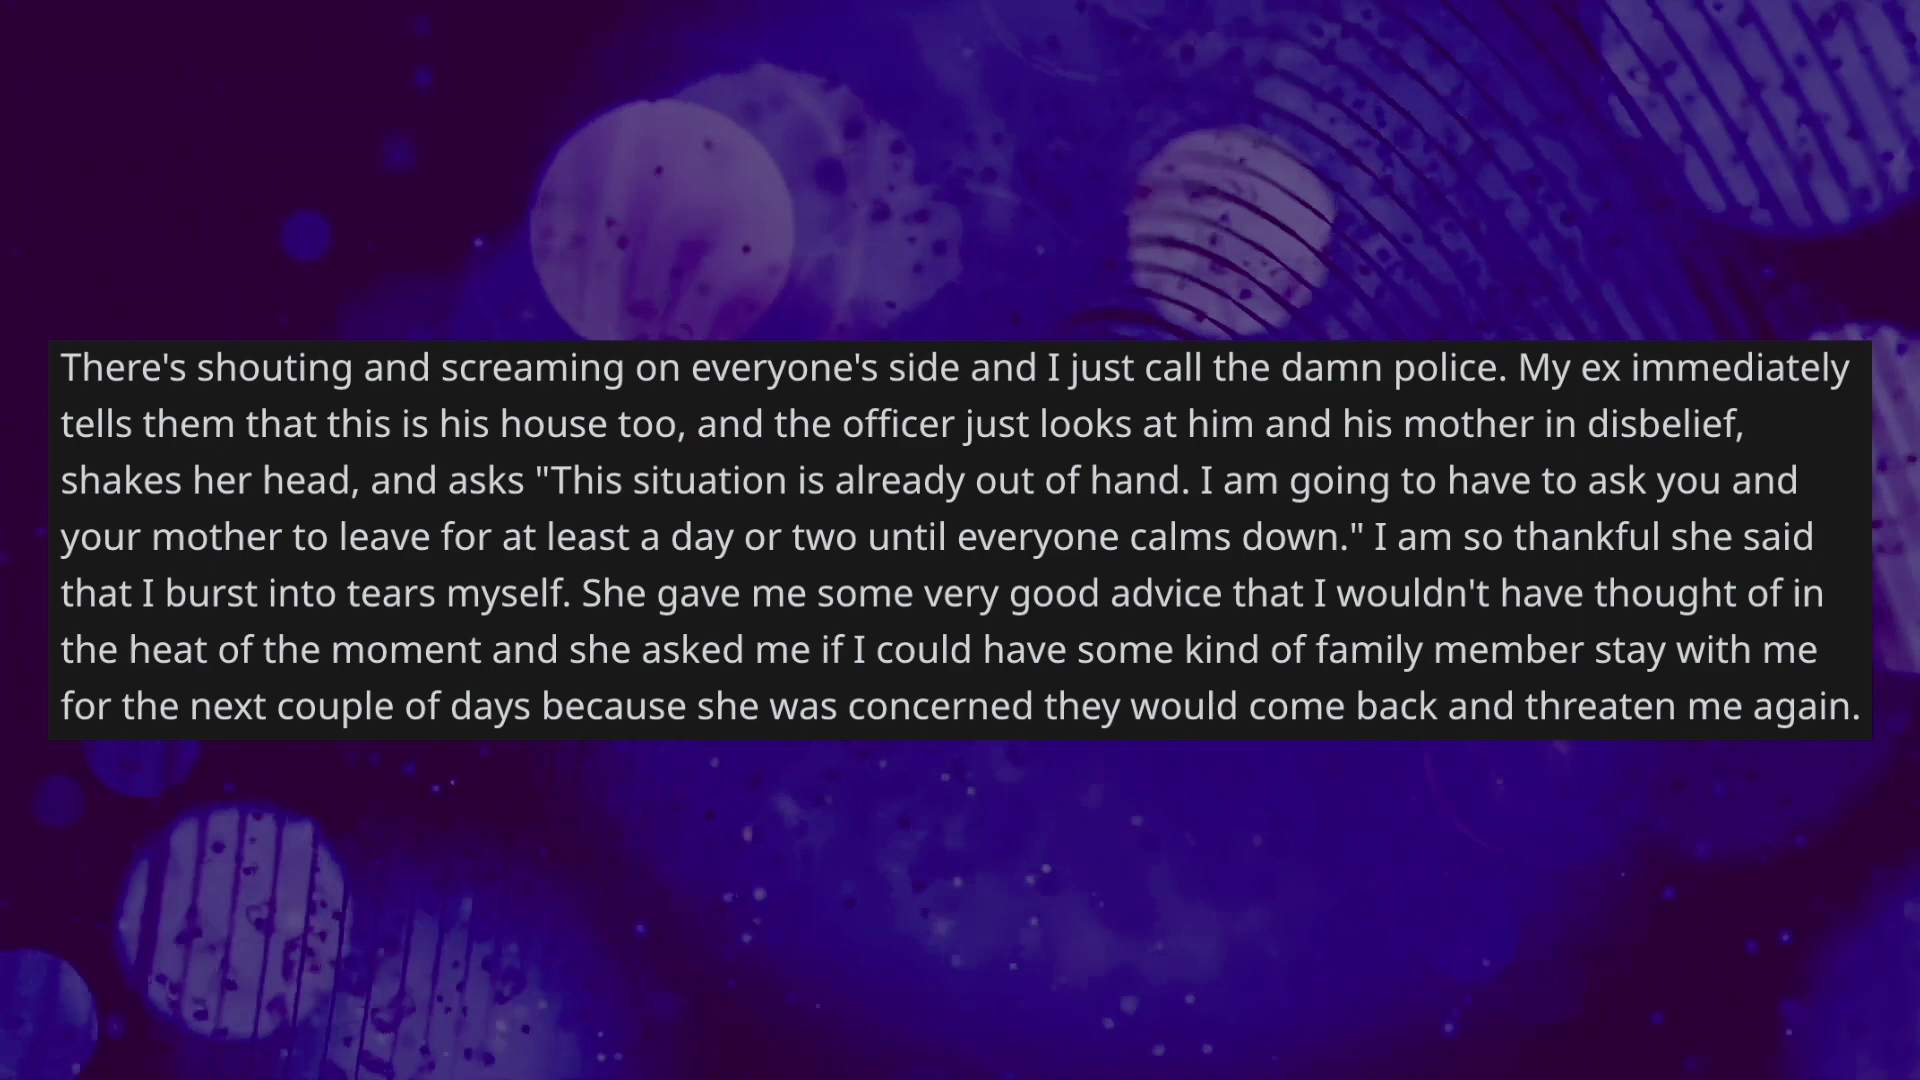 There's shouting and screaming on everyone's side and I just call the damn police. My ex immediately
tells them that this is his house too, and the officer just looks at him and his mother in disbelief,
shakes her head, and asks "This situation is already out of hand. I am going to have to ask you and
your mother to leave for at least a day or two until everyone calms down." I am so thankful she said
that I burst into tears myself. She gave me some very good advice that I wouldn't have thought of in
the heat of the moment and she asked me if I could have some kind of family member stay with me
for the next couple of days because she was concerned they would come back and threaten me again.